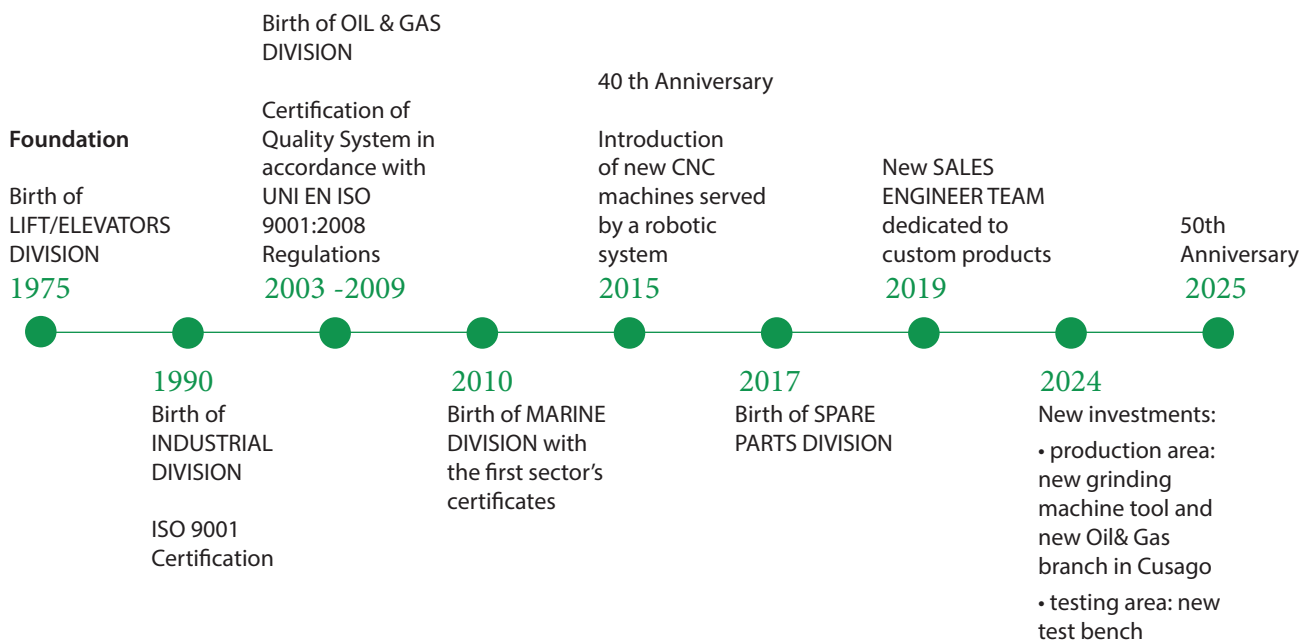 Foundation
Birth of
LIFT/ELEVATORS
DIVISION
1975
1990
Birth of
INDUSTRIAL
DIVISION
ISO 9001
Certification
Birth of OIL & GAS
DIVISION
Certification of
Quality System in
accordance with
UNI EN ISO
9001:2008
Regulations
2003 -2009
2010
Birth of MARINE
DIVISION with
the first sector’s
certificates
40 th Anniversary
Introduction
of new CNC
machines served
by a robotic
system
2015
2017
Birth of SPARE
PARTS DIVISION
New SALES
ENGINEER TEAM
dedicated to
custom products
2019
2024
New investments:
• production area:
new grinding
machine tool and
new Oil& Gas
branch in Cusago
• testing area: new
test bench
50th
Anniversary
2025